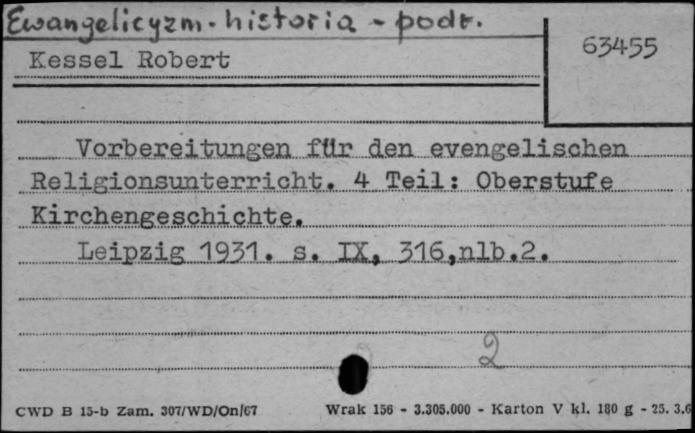 Ewangelicyzm - historia - podr.
63455
Kessel Robert
Vorbereitungen für den evengelischen
Religionsunterricht. 4 Teil: Oberstufe
Kirchengeschichte.
Leipzig 1931. s. IX, 316,nlb.2.
2
CWD B 15-b Zam. 307/WD/On/67 Wrak 156 - 3.305.000 - Karton V kl. 180 g - 25. 3.6